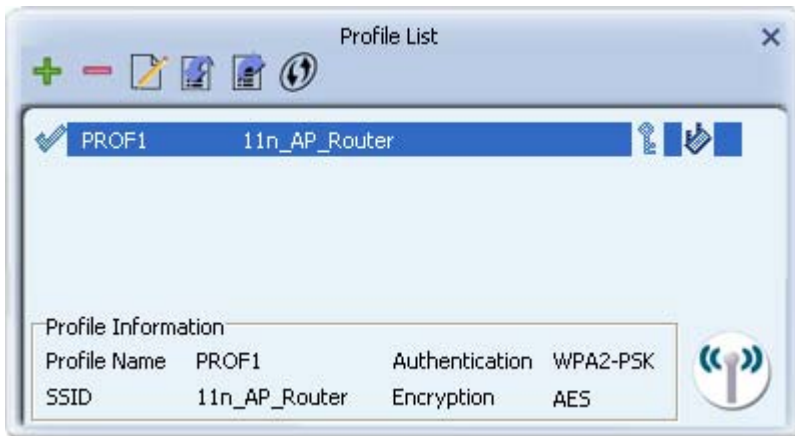 Profile List
PROF1 11n_AP_Router
Profile Information
Profile Name PROF1 Authentication WPA2-PSK
SSID 11n_AP_Router Encryption AES